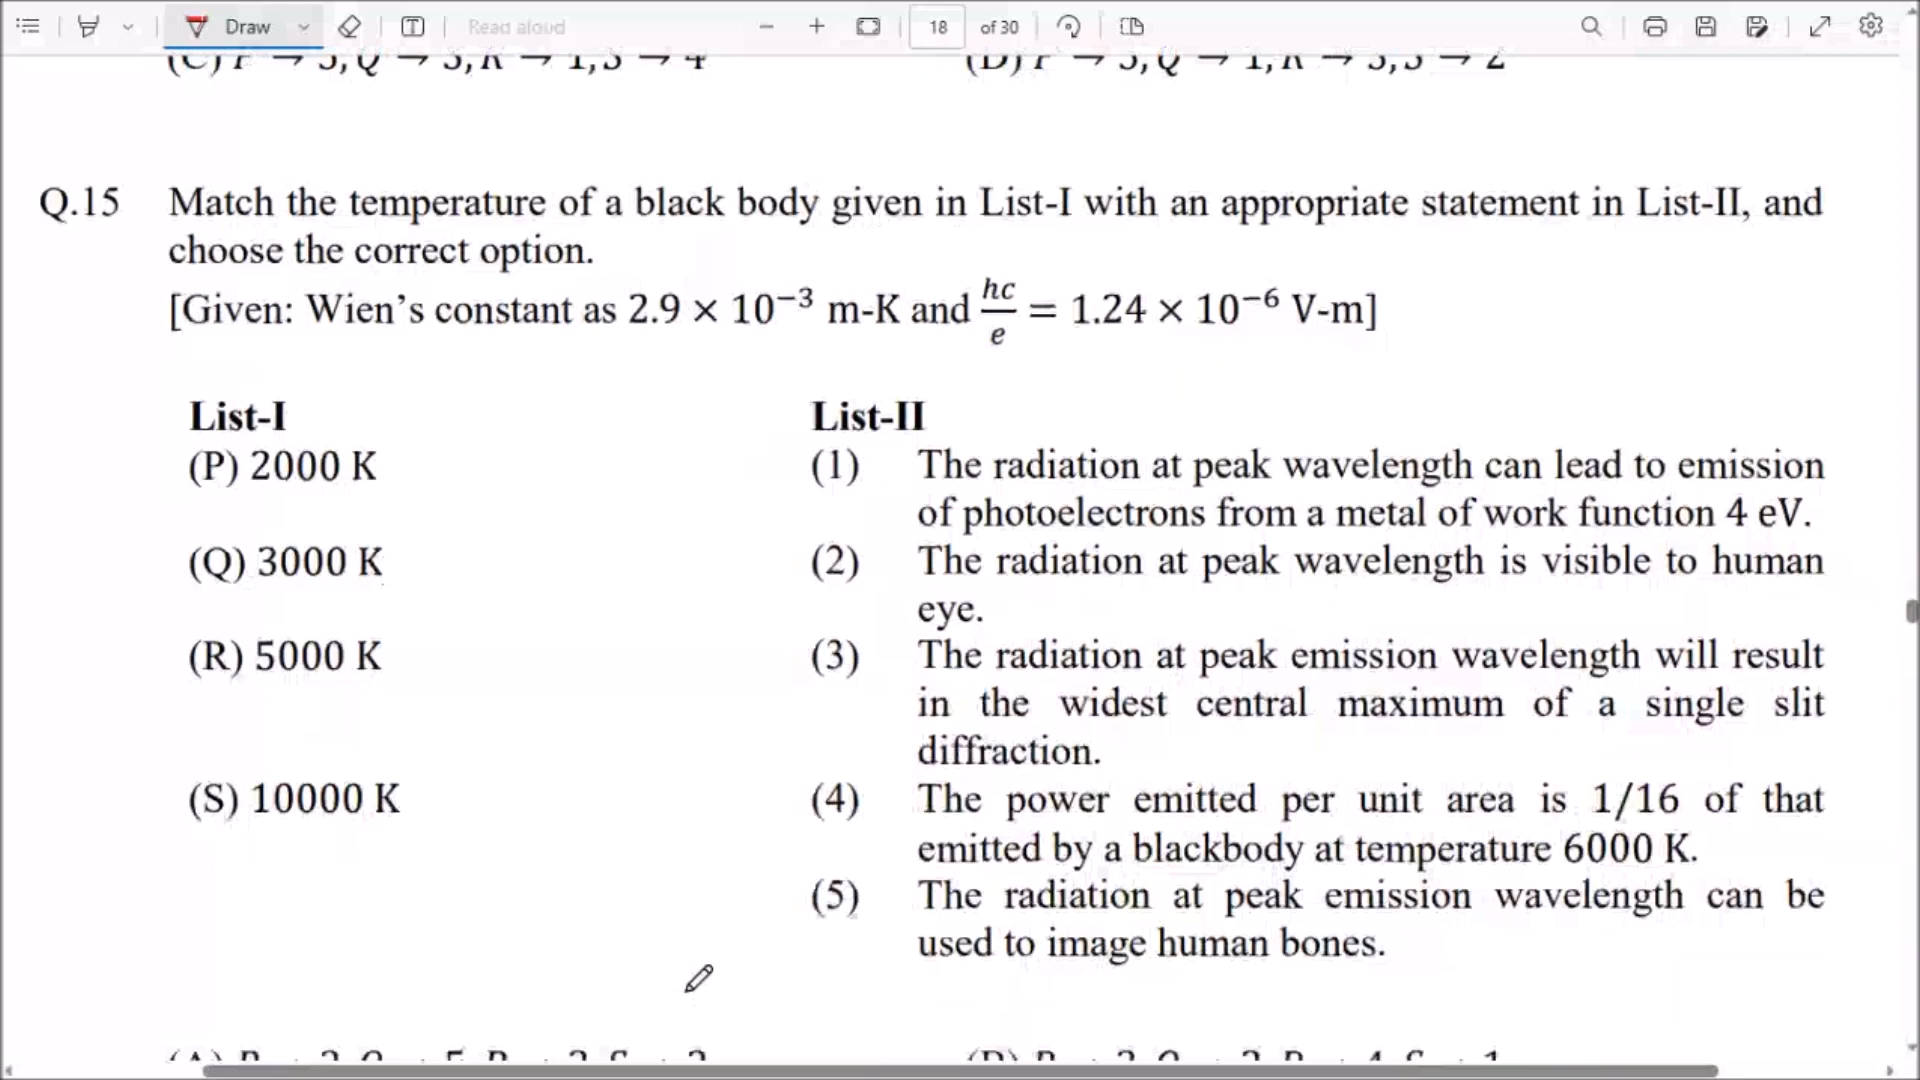 Draw
Read aloud
18 of 30
Q.15 Match the temperature of a black body given in List-I with an appropriate statement in List-II, and
choose the correct option.
[Given: Wien’s constant as 2.9 × 10⁻³ m-K and hc/e = 1.24 × 10⁻⁶ V-m]
List-I List-II
(P) 2000 K (1) The radiation at peak wavelength can lead to emission
of photoelectrons from a metal of work function 4 eV.
(Q) 3000 K (2) The radiation at peak wavelength is visible to human
eye.
(R) 5000 K (3) The radiation at peak emission wavelength will result
in the widest central maximum of a single slit
diffraction.
(S) 10000 K (4) The power emitted per unit area is 1/16 of that
emitted by a blackbody at temperature 6000 K.
(5) The radiation at peak emission wavelength can be
used to image human bones.